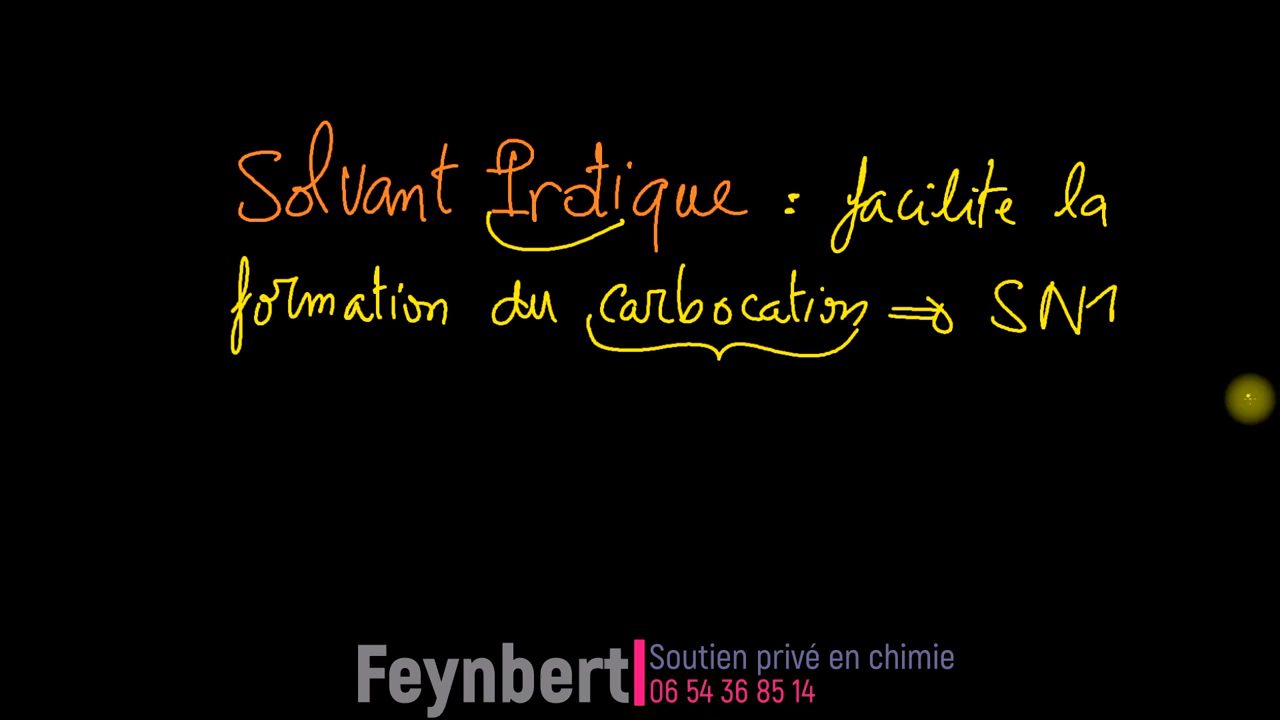 Solvant Protique : facilite la
formation du carbocation ⇒ SN1
Feynbert
Soutien privé en chimie
06 54 36 85 14